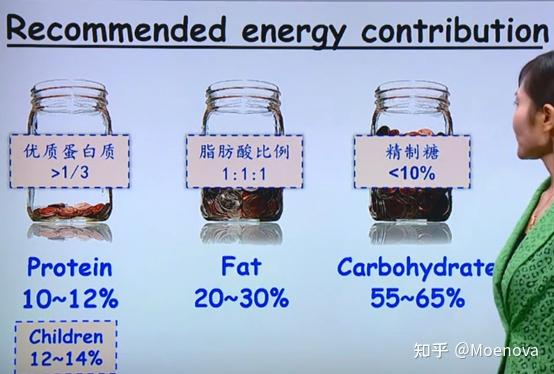 Recommended energy contribution
优质蛋白质
>1/3
脂肪酸比例
1:1:1
精制糖
<10%
Protein
10~12%
Fat
20~30%
Carbohydrate
55~65%
Children
12~14%
知乎 @Moenova